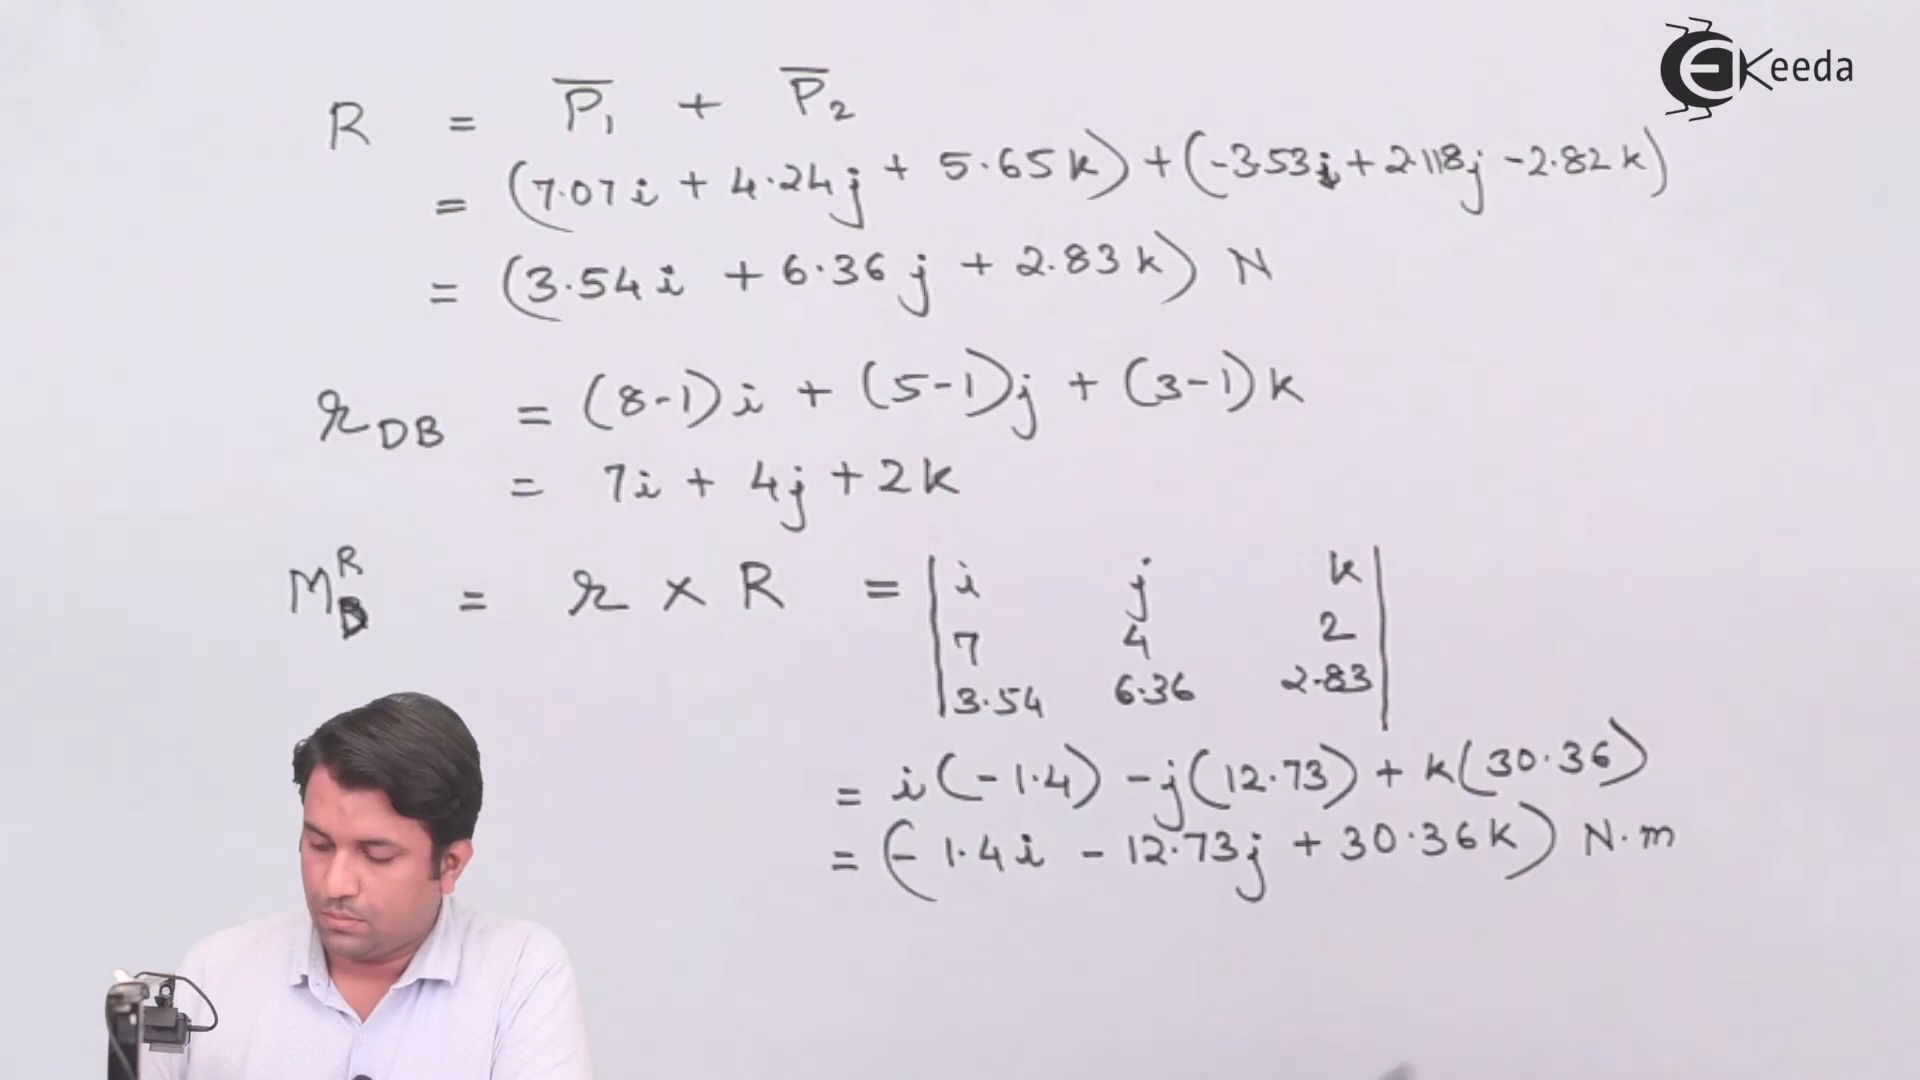 EKeeda
R = P̅₁ + P̅₂
= (7.07i + 4.24j + 5.65k) + (-3.53i + 2.118j - 2.82k)
= (3.54i + 6.36j + 2.83k) N
r_DB = (8-1)i + (5-1)j + (3-1)k
= 7i + 4j + 2k
M_B^R = r × R = | i j k |
| 7 4 2 |
| 3.54 6.36 2.83 |
= i(-1.4) - j(12.73) + k(30.36)
= (-1.4i - 12.73j + 30.36k) N.m